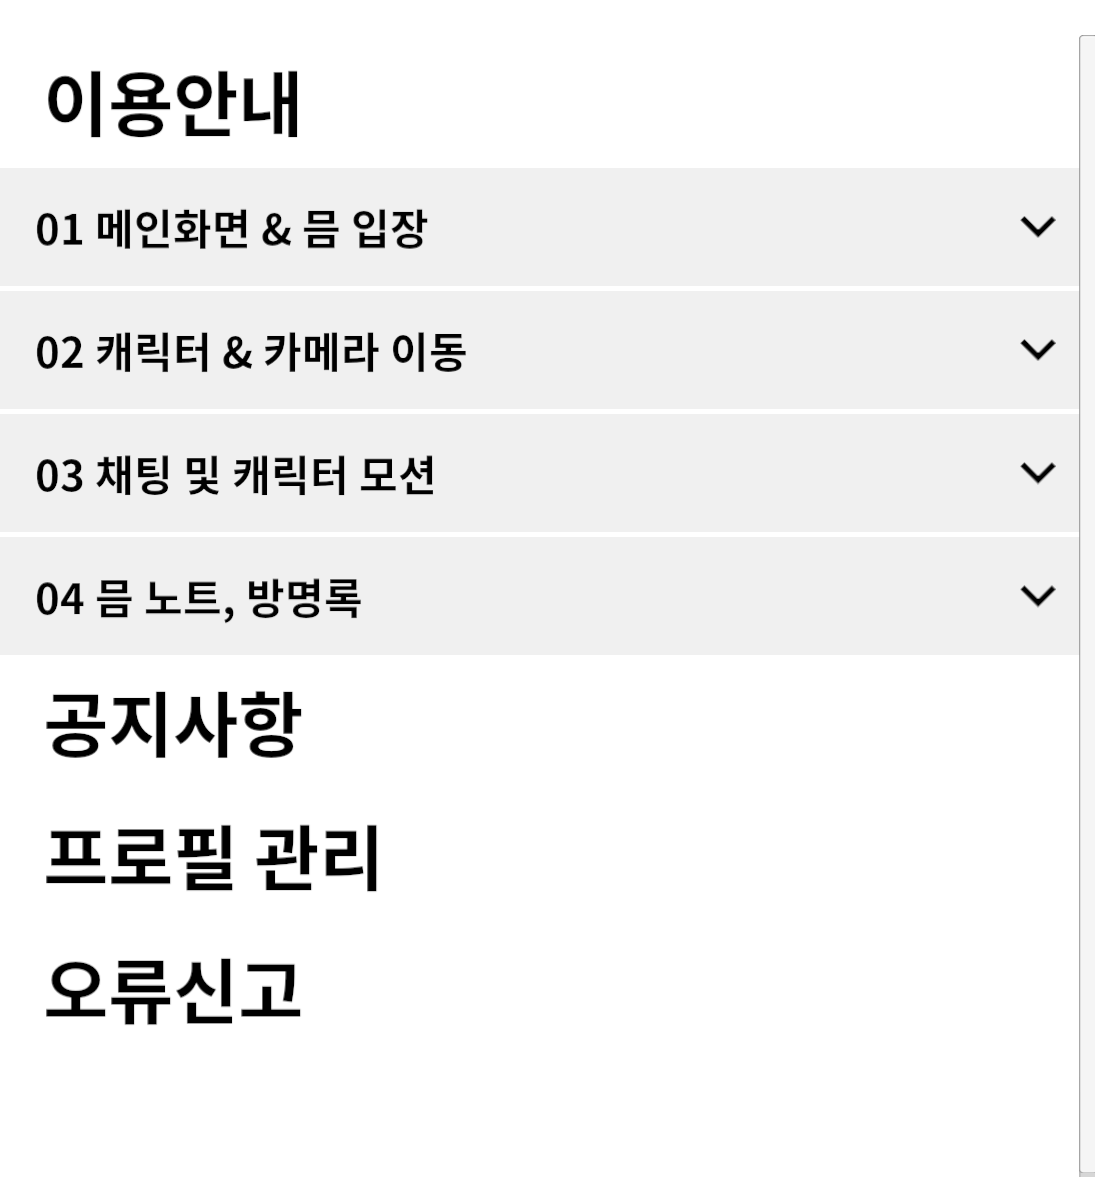 이용안내
01 메인화면 & 믐 입장
02 캐릭터 & 카메라 이동
03 채팅 및 캐릭터 모션
04 믐 노트, 방명록
공지사항
프로필 관리
오류신고